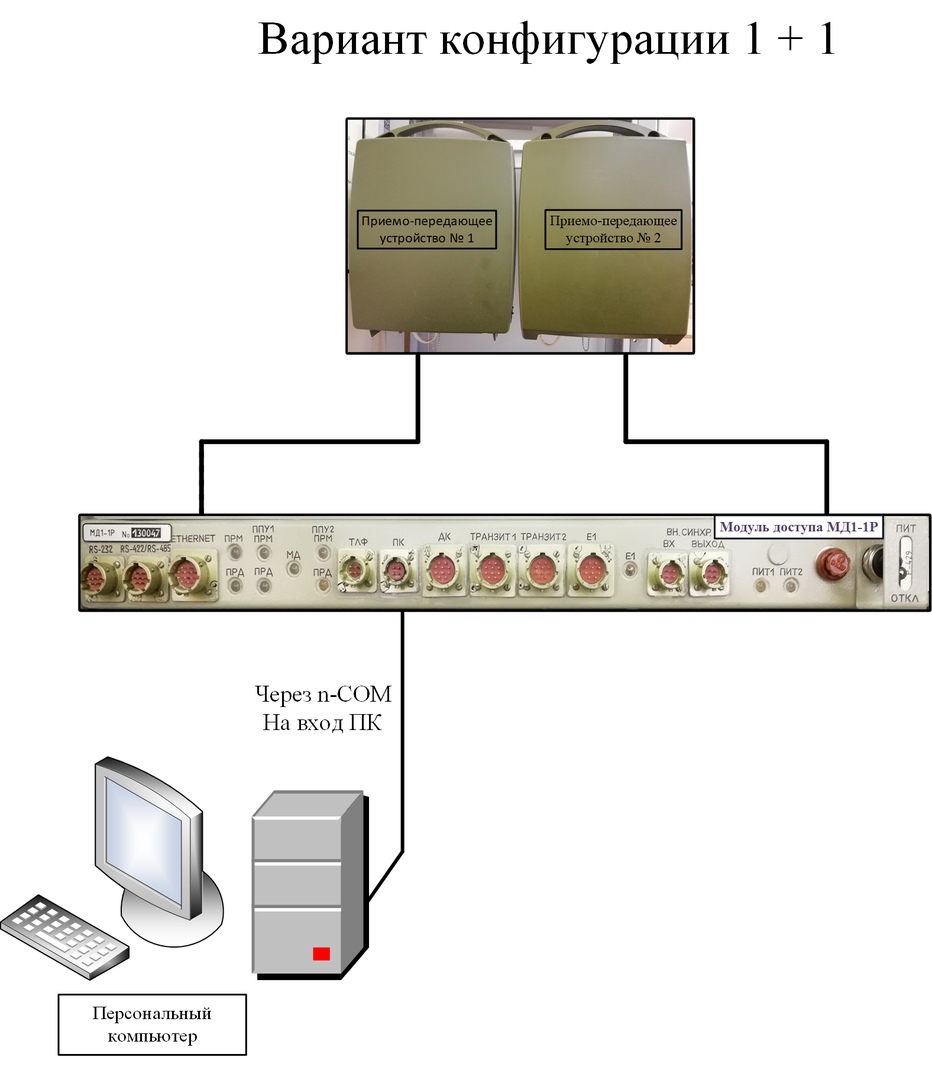 Вариант конфигурации 1 + 1
Приемо-передающее
устройство № 1
Приемо-передающее
устройство № 2
МД1-1Р № 130047
Модуль доступа МД1-1Р
RS-232 RS-422/RS-485 ETHERNET
ПРМ
ППУ1
ПРМ
МД
ППУ2
ПРМ
ПРД
ПРД
ПРД
ТЛФ
ПК
ДК
ТРАНЗИТ1
ТРАНЗИТ2
Е1
Е1
ВН.СИНХР.
ВХ
ВЫХОД
ПИТ1 ПИТ2
ПИТ
429
ОТКЛ
Через n-COM
На вход ПК
Персональный
компьютер